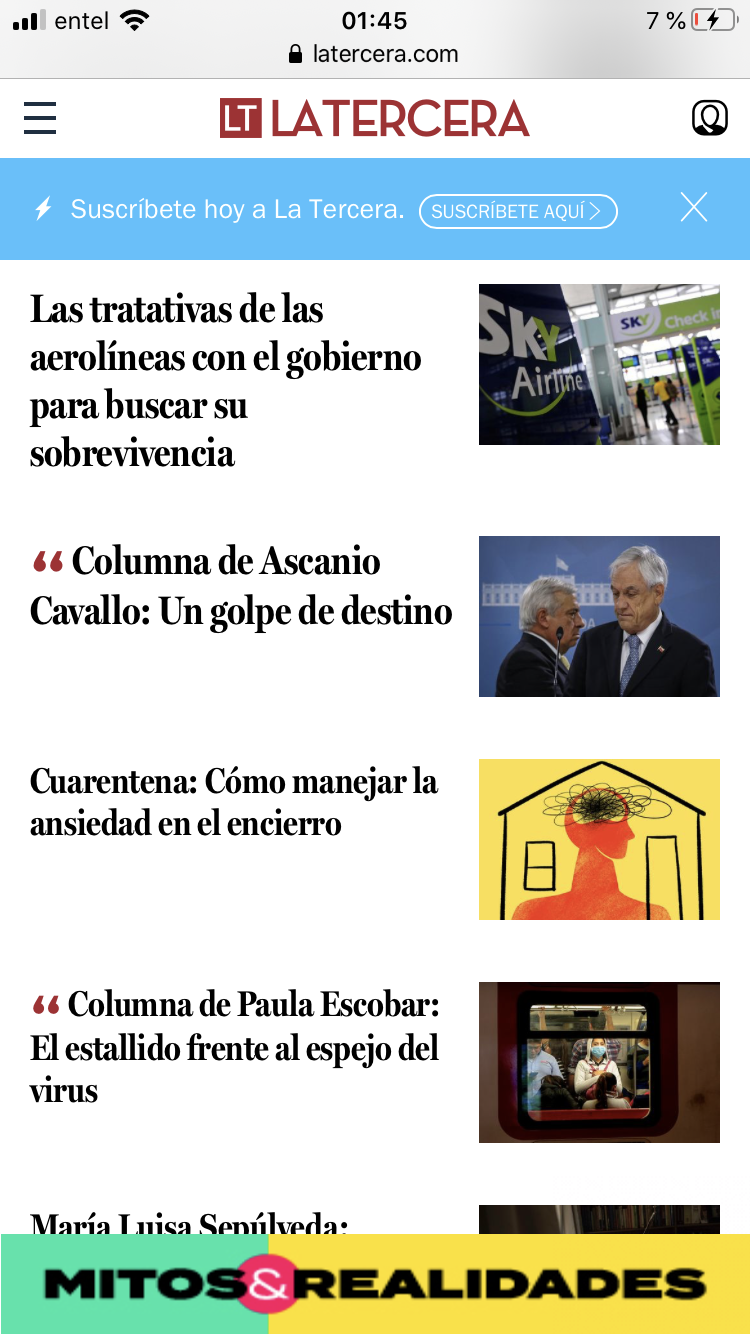 entel 01:45 7 %
latercera.com
LT LATERCERA
Suscríbete hoy a La Tercera. SUSCRÍBETE AQUÍ >
Las tratativas de las
aerolíneas con el gobierno
para buscar su
sobrevivencia
SKY
Airline
SKY Check in
“ Columna de Ascanio
Cavallo: Un golpe de destino
Cuarentena: Cómo manejar la
ansiedad en el encierro
“ Columna de Paula Escobar:
El estallido frente al espejo del
virus
María Luisa Sepúlveda:
MITOS&REALIDADES